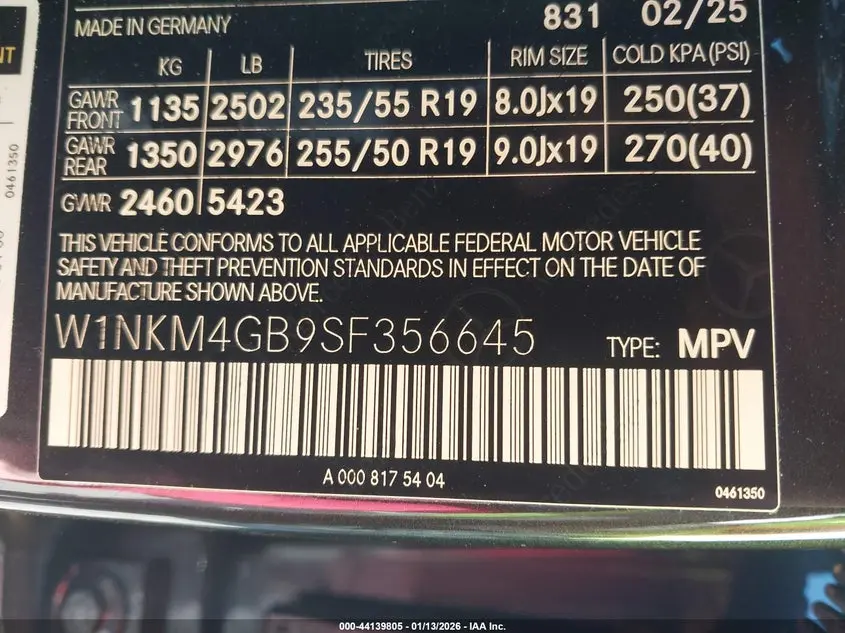 MADE IN GERMANY 831 02/25
KG LB TIRES RIM SIZE COLD KPA (PSI)
GAWR FRONT 1135 2502 235/55 R19 8.0Jx19 250(37)
GAWR REAR 1350 2976 255/50 R19 9.0Jx19 270(40)
GVWR 2460 5423
THIS VEHICLE CONFORMS TO ALL APPLICABLE FEDERAL MOTOR VEHICLE
SAFETY AND THEFT PREVENTION STANDARDS IN EFFECT ON THE DATE OF
MANUFACTURE SHOWN ABOVE.
W1NKM4GB9SF356645 TYPE: MPV
A 000 817 54 04
0461350
0461350
000-44139805 - 01/13/2026 - IAA Inc.